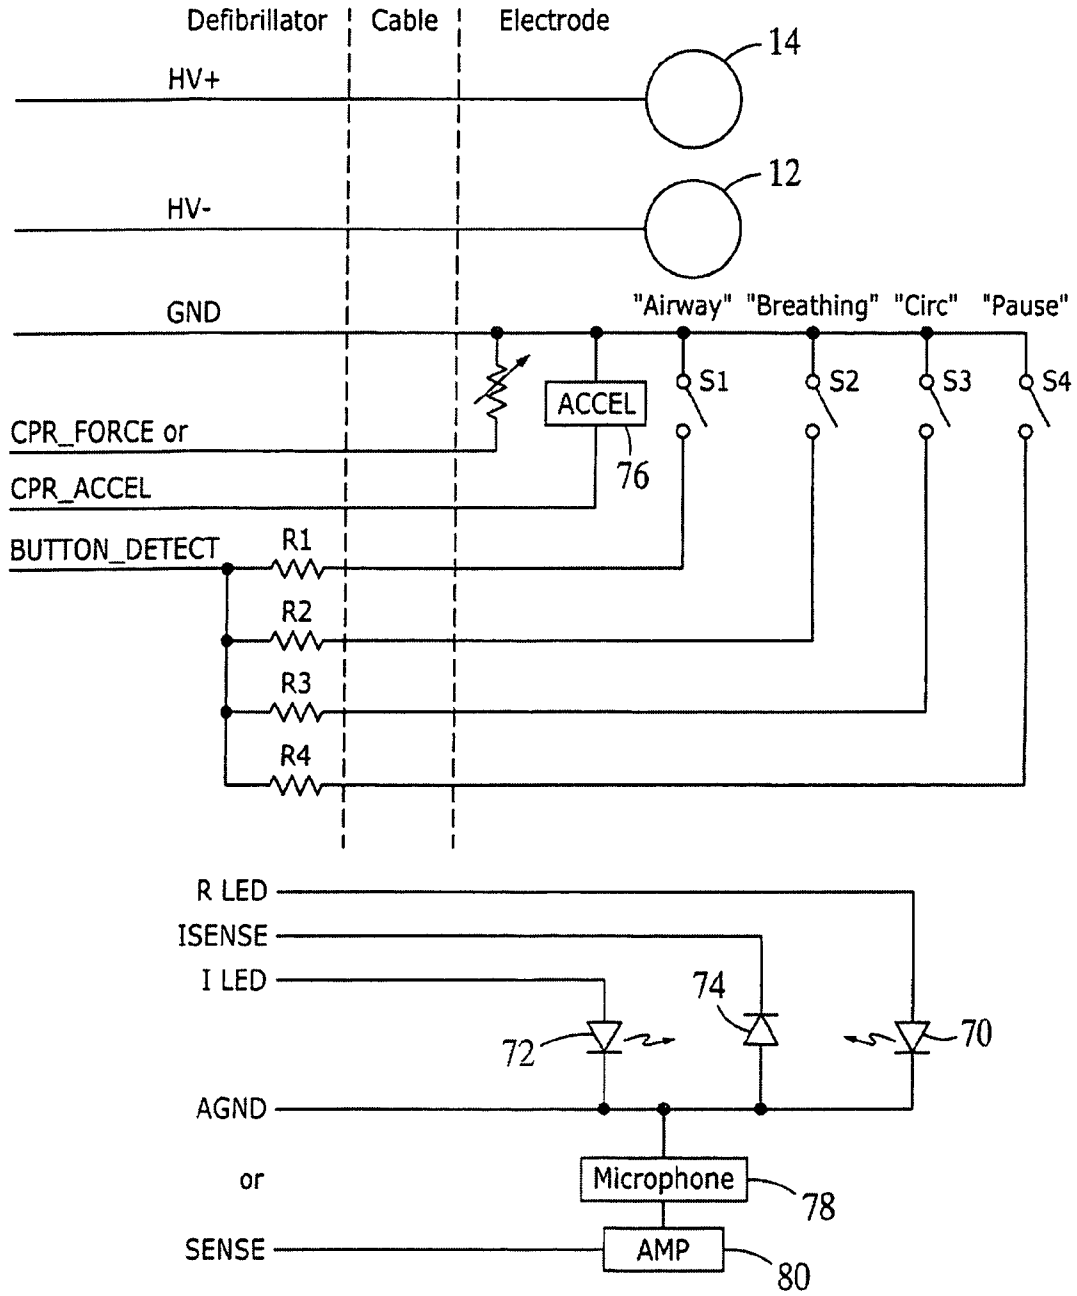 Defibrillator Cable Electrode
14
HV+
12
HV-
"Airway" "Breathing" "Circ" "Pause"
GND
S1 S2 S3 S4
ACCEL
CPR_FORCE or
76
CPR_ACCEL
R1
BUTTON_DETECT
R2
R3
R4
R LED
ISENSE
I LED
74
72
70
AGND
or
Microphone
78
SENSE
AMP
80